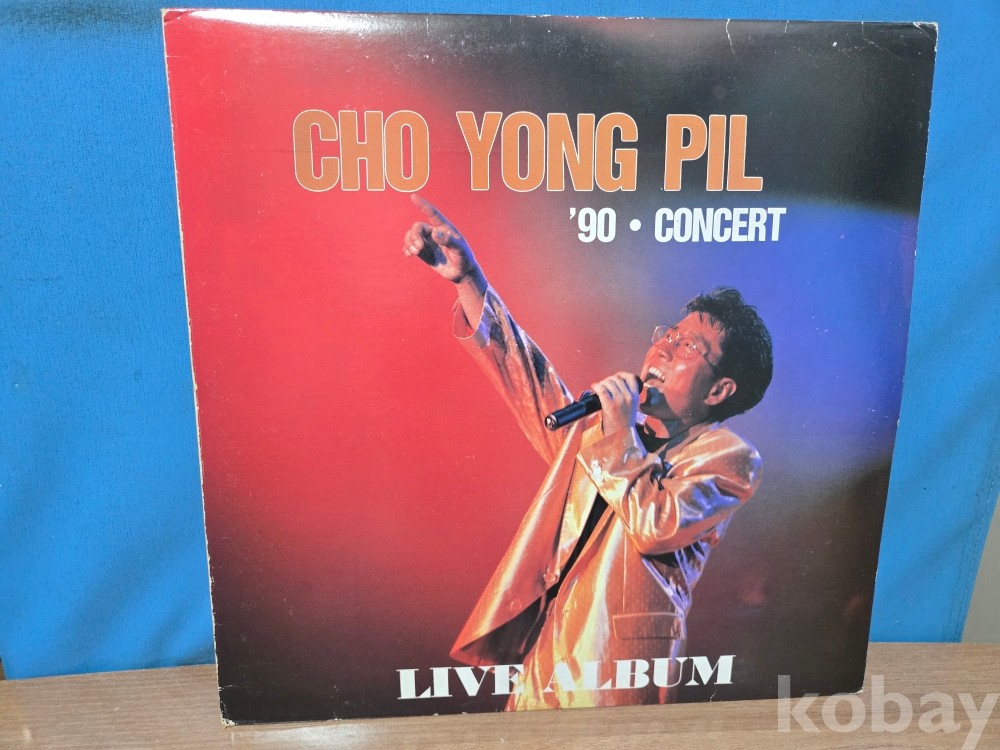 CHO YONG PIL
'90 • CONCERT
LIVE ALBUM
kobay